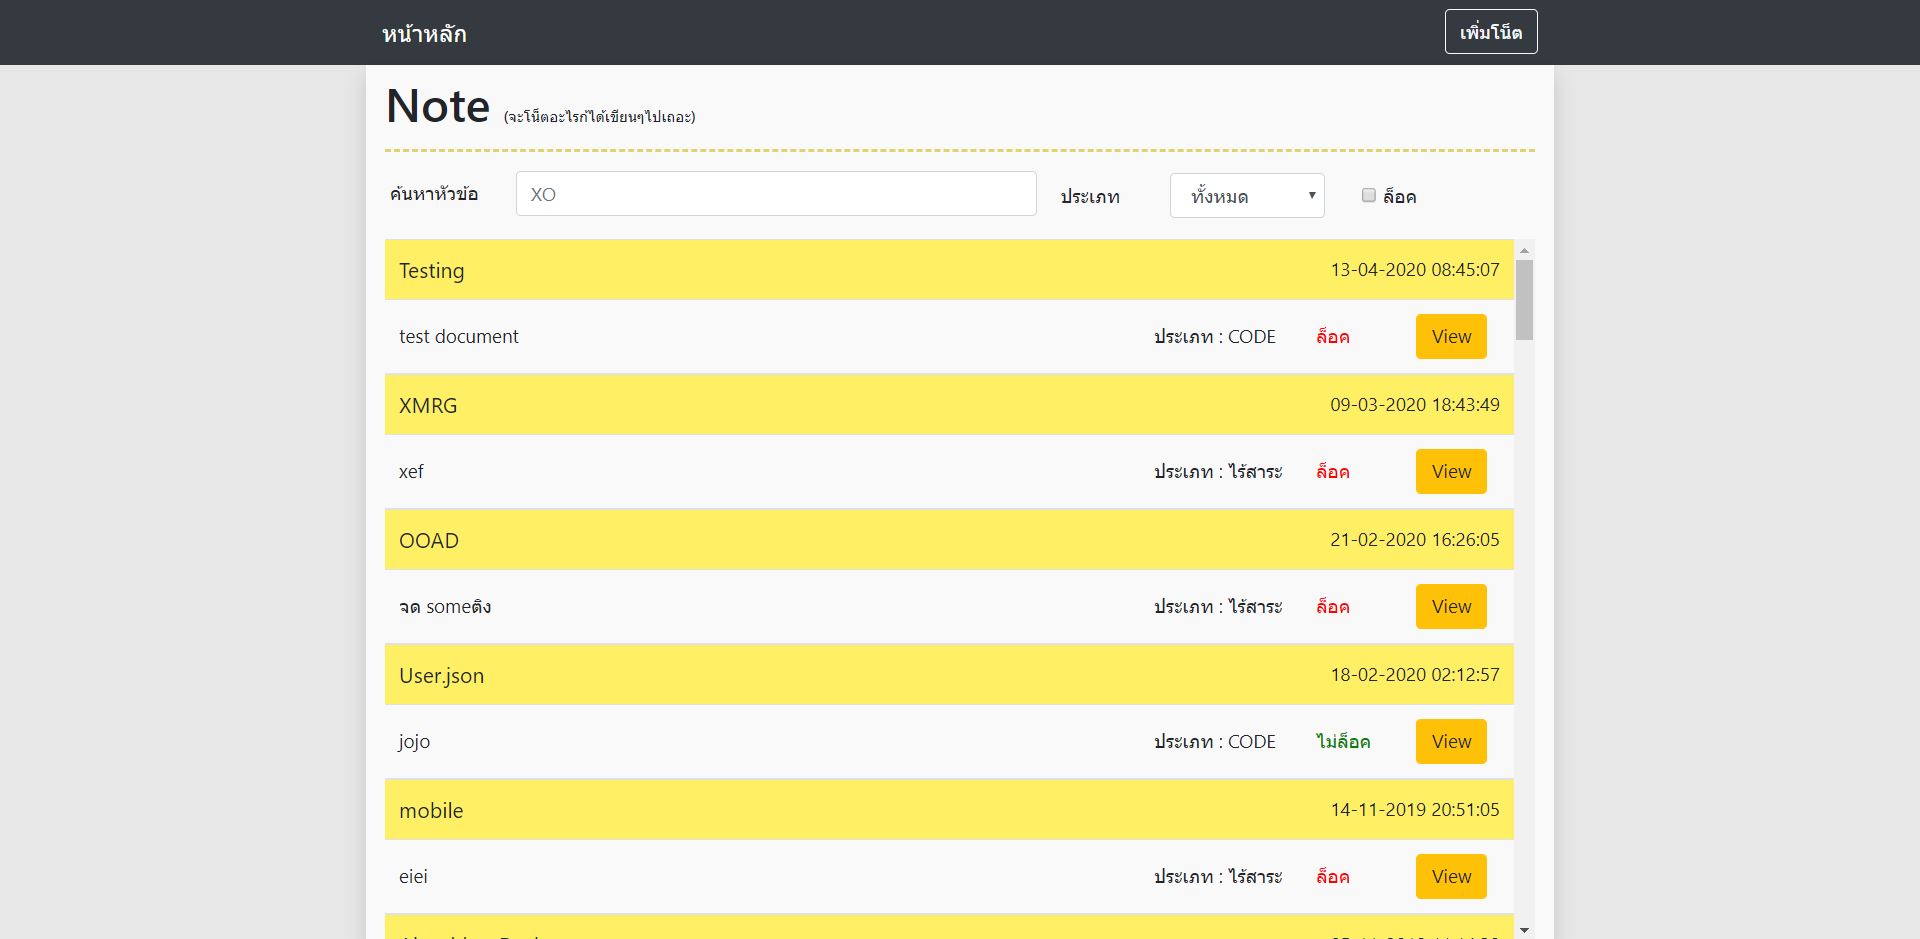 หน้าหลัก เพิ่มโน็ต
Note (จะโน็ตอะไรก้ได้เขียนๆไปเถอะ)
ค้นหาหัวข้อ XO ประเภท ทั้งหมด ล็อค
Testing 13-04-2020 08:45:07
test document ประเภท : CODE ล็อค View
XMRG 09-03-2020 18:43:49
xef ประเภท : ไร้สาระ ล็อค View
OOAD 21-02-2020 16:26:05
จด someติง ประเภท : ไร้สาระ ล็อค View
User.json 18-02-2020 02:12:57
jojo ประเภท : CODE ไม่ล็อค View
mobile 14-11-2019 20:51:05
eiei ประเภท : ไร้สาระ ล็อค View